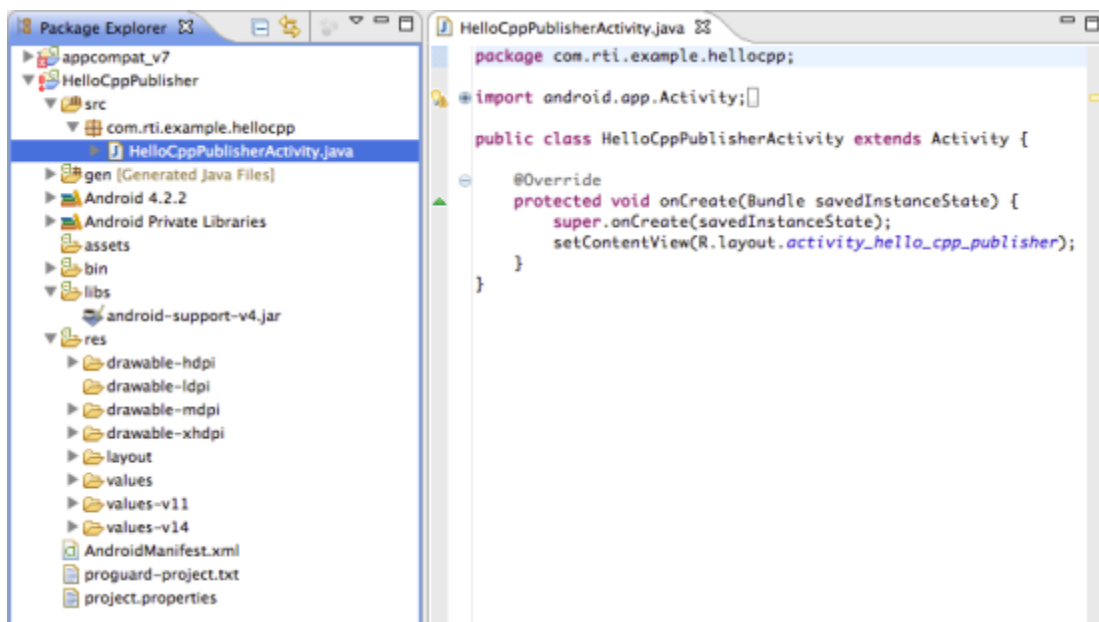 Package Explorer
appcompat_v7
HelloCppPublisher
src
com.rti.example.hellocpp
HelloCppPublisherActivity.java
gen [Generated Java Files]
Android 4.2.2
Android Private Libraries
assets
bin
libs
android-support-v4.jar
res
drawable-hdpi
drawable-ldpi
drawable-mdpi
drawable-xhdpi
layout
values
values-v11
values-v14
AndroidManifest.xml
proguard-project.txt
project.properties
HelloCppPublisherActivity.java
package com.rti.example.hellocpp;
import android.app.Activity;
public class HelloCppPublisherActivity extends Activity {
@Override
protected void onCreate(Bundle savedInstanceState) {
super.onCreate(savedInstanceState);
setContentView(R.layout.activity_hello_cpp_publisher);
}
}